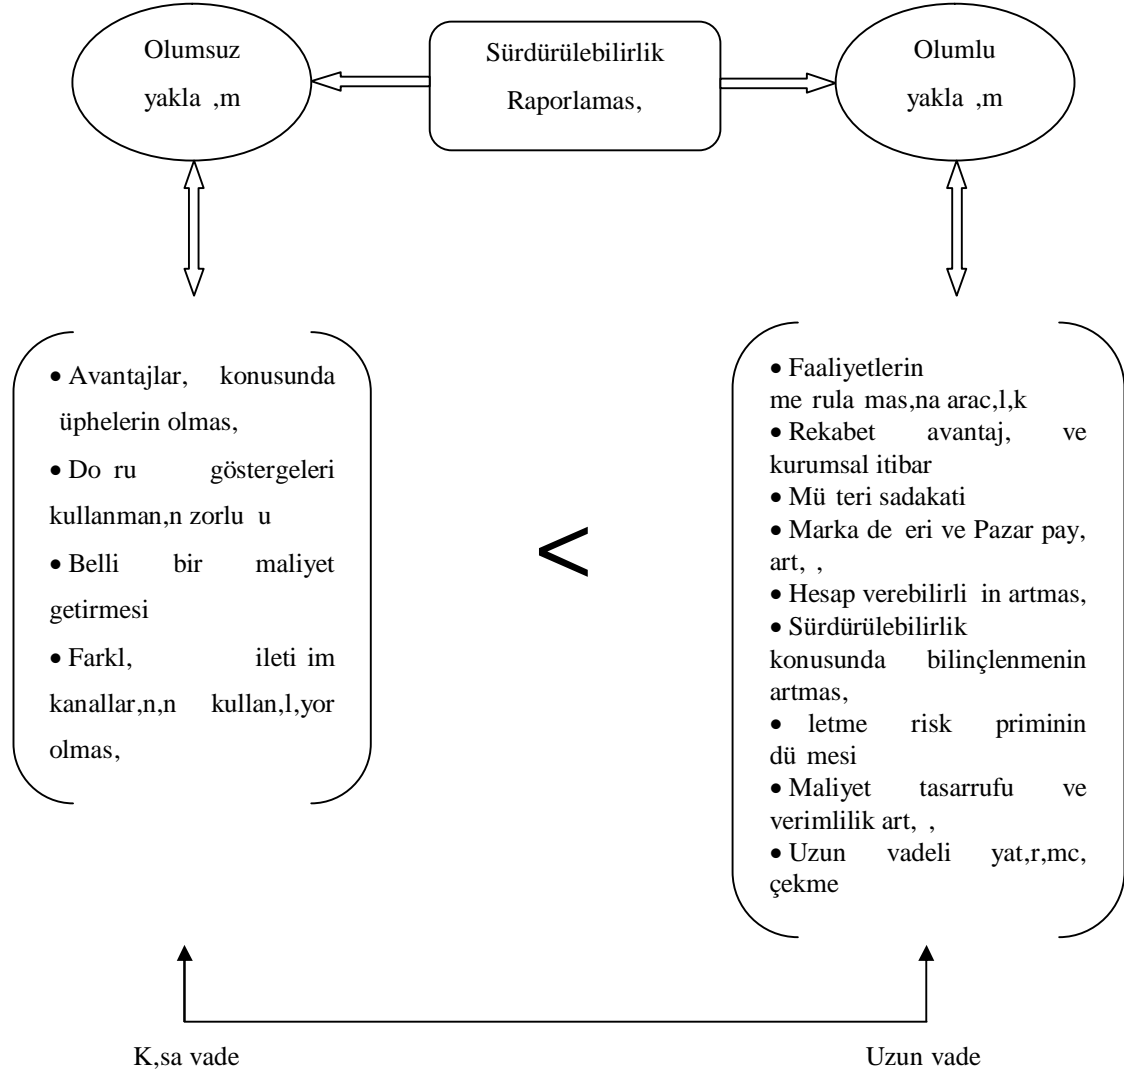 Olumsuz
yakla ,m
Sürdürülebilirlik
Raporlamas,
Olumlu
yakla ,m
• Avantajlar, konusunda
üphelerin olmas,
• Do ru göstergeleri
kullanman,n zorlu u
• Belli bir maliyet
getirmesi
• Farkl, ileti im
kanallar,n,n kullan,l,yor
olmas,
<
• Faaliyetlerin
me rula mas,na arac,l,k
• Rekabet avantaj, ve
kurumsal itibar
• Mü teri sadakati
• Marka de eri ve Pazar pay,
art, ,
• Hesap verebilirli in artmas,
• Sürdürülebilirlik
konusunda bilinçlenmenin
artmas,
• letme risk priminin
dü mesi
• Maliyet tasarrufu ve
verimlilik art, ,
• Uzun vadeli yat,r,mc,
çekme
K,sa vade
Uzun vade